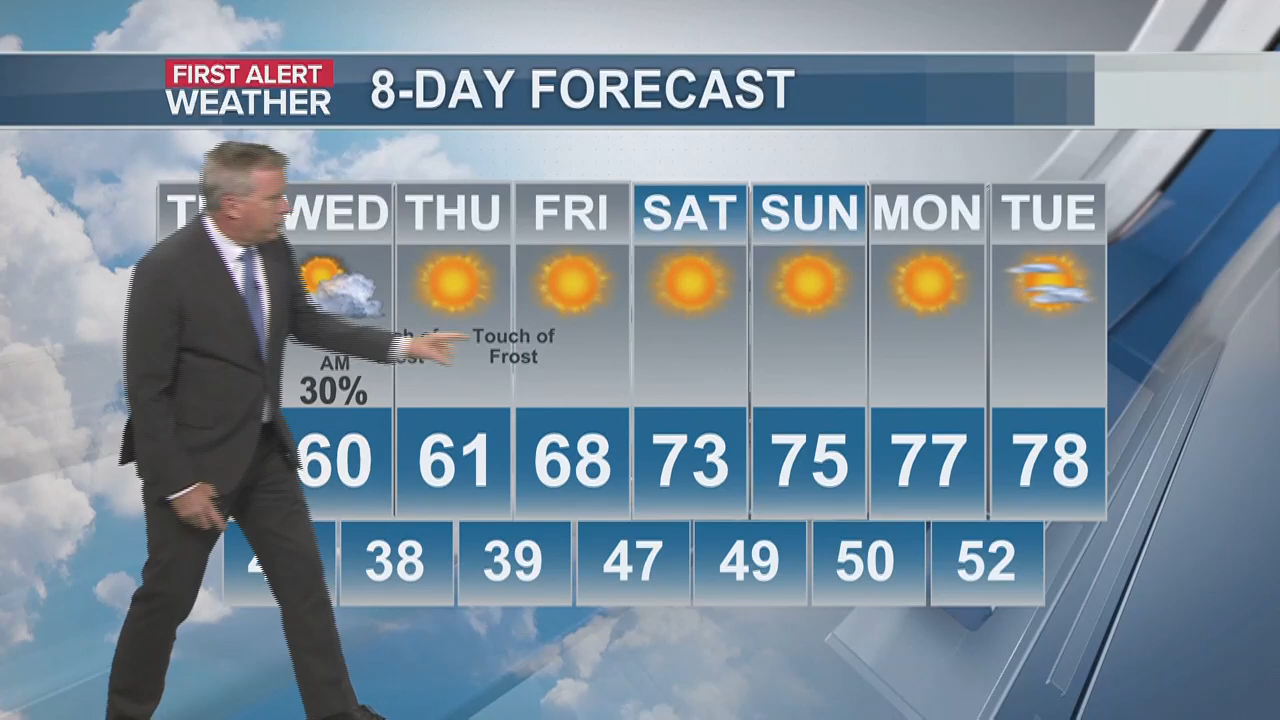 FIRST ALERT
WEATHER
8-DAY FORECAST
WED THU FRI SAT SUN MON TUE
Touch of
Frost
AM
30%
60 61 68 73 75 77 78
38 39 47 49 50 52